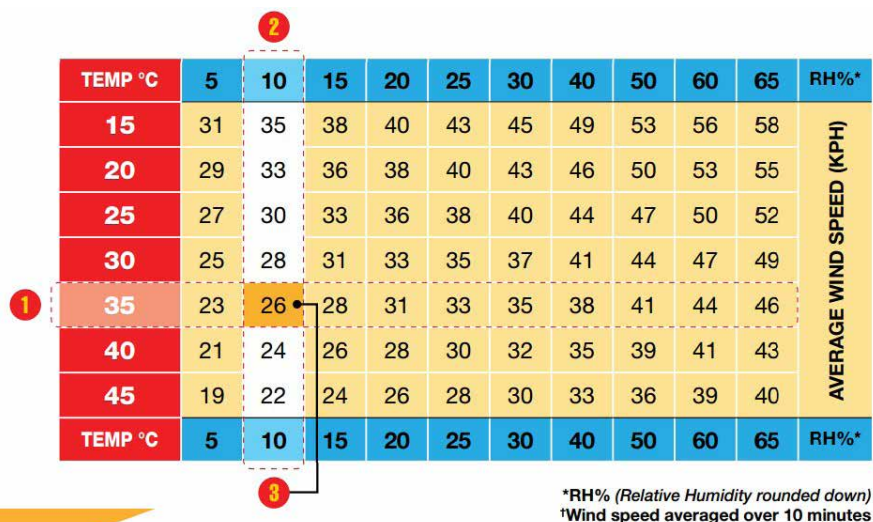 2
TEMP °C 5 10 15 20 25 30 40 50 60 65 RH%*
15 31 35 38 40 43 45 49 53 56 58
20 29 33 36 38 40 43 46 50 53 55
25 27 30 33 36 38 40 44 47 50 52
30 25 28 31 33 35 37 41 44 47 49
1 35 23 26 28 31 33 35 38 41 44 46
40 21 24 26 28 30 32 35 39 41 43
45 19 22 24 26 28 30 33 36 39 40
AVERAGE WIND SPEED (KPH)
TEMP °C 5 10 15 20 25 30 40 50 60 65 RH%*
3
*RH% (Relative Humidity rounded down)
†Wind speed averaged over 10 minutes